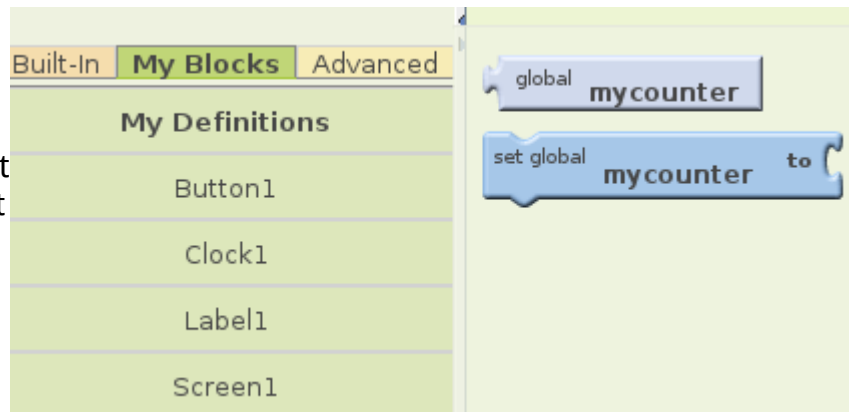 Built-In My Blocks Advanced
My Definitions
Button1
Clock1
Label1
Screen1
global mycounter
set global mycounter to
t
t